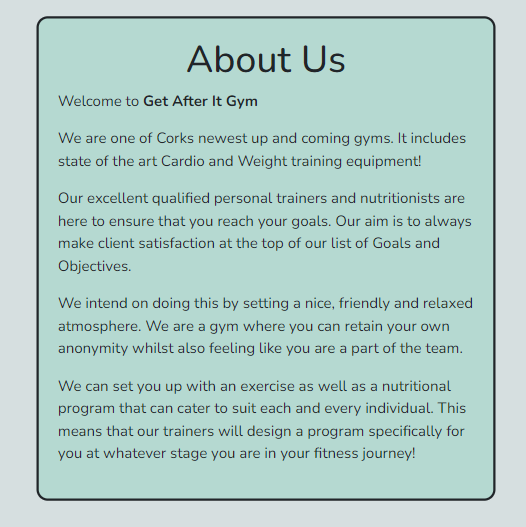 About Us
Welcome to Get After It Gym
We are one of Corks newest up and coming gyms. It includes
state of the art Cardio and Weight training equipment!
Our excellent qualified personal trainers and nutritionists are
here to ensure that you reach your goals. Our aim is to always
make client satisfaction at the top of our list of Goals and
Objectives.
We intend on doing this by setting a nice, friendly and relaxed
atmosphere. We are a gym where you can retain your own
anonymity whilst also feeling like you are a part of the team.
We can set you up with an exercise as well as a nutritional
program that can cater to suit each and every individual. This
means that our trainers will design a program specifically for
you at whatever stage you are in your fitness journey!